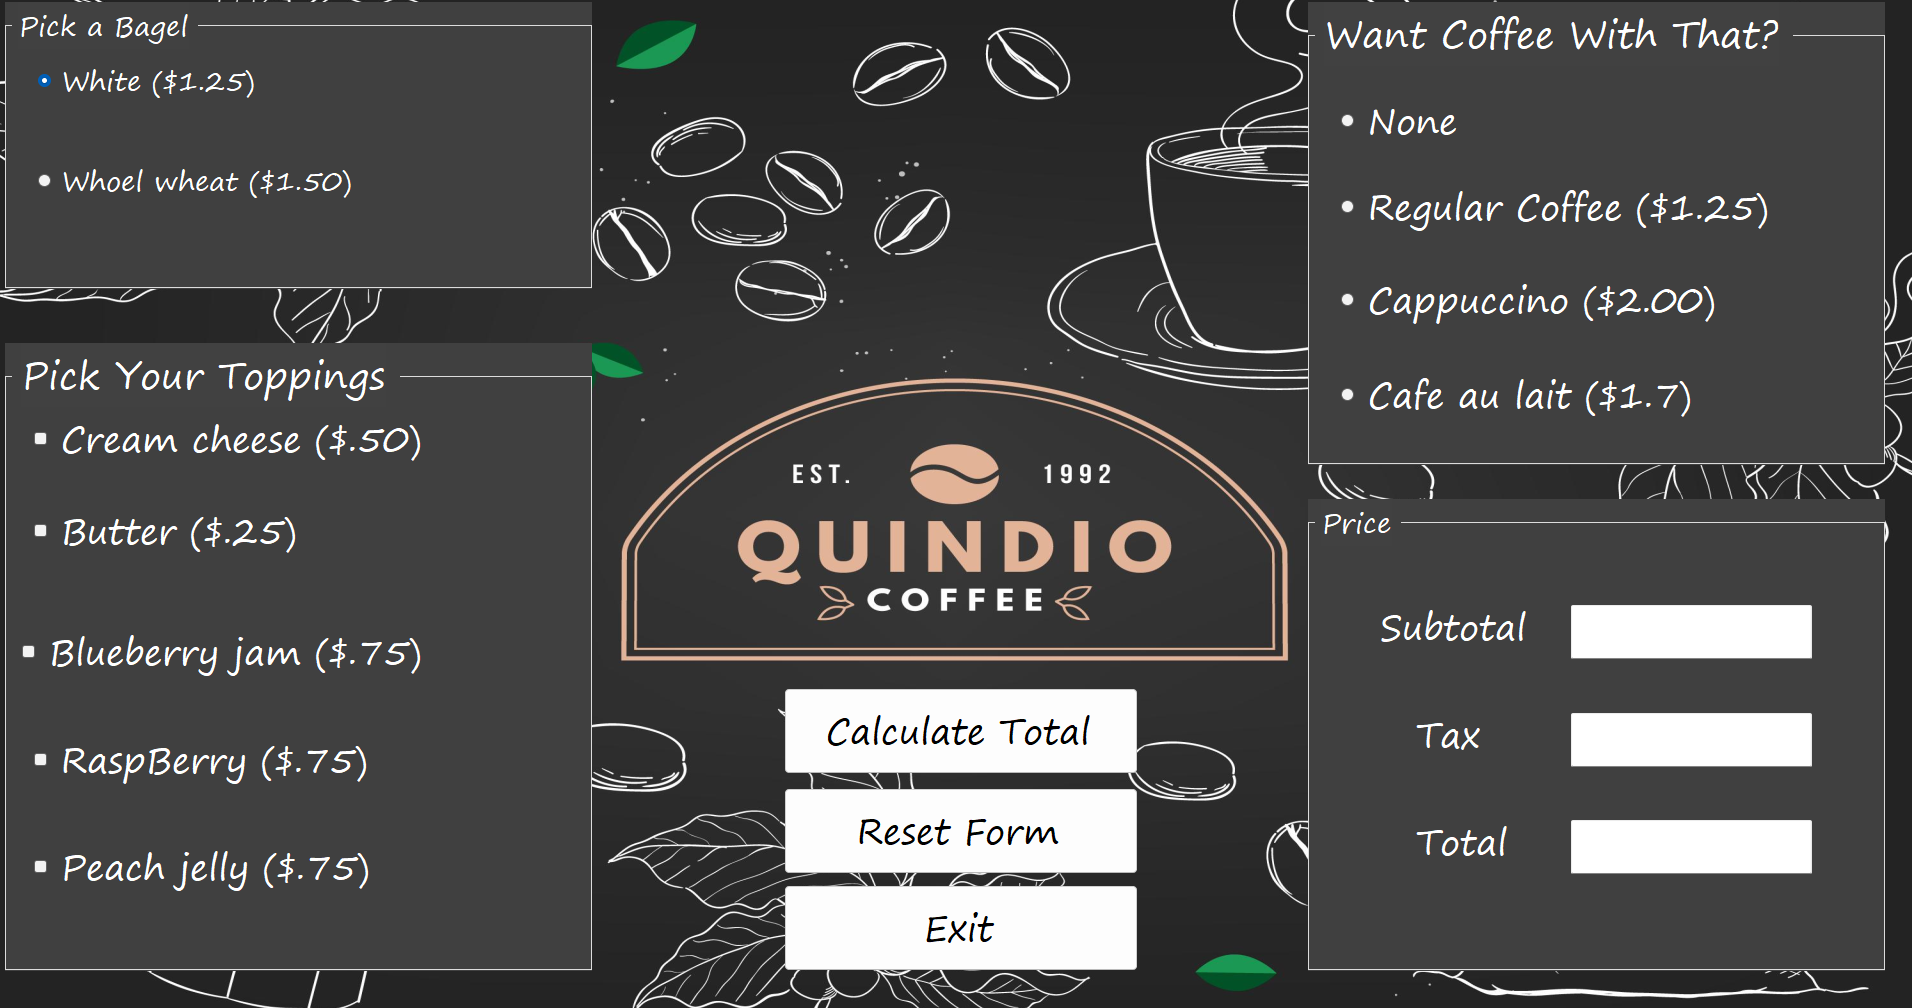 Pick a Bagel
White ($1.25)
Whoel wheat ($1.50)
Pick Your Toppings
Cream cheese ($.50)
Butter ($.25)
Blueberry jam ($.75)
RaspBerry ($.75)
Peach jelly ($.75)
EST. 1992
QUINDIO
COFFEE
Calculate Total
Reset Form
Exit
Want Coffee With That?
None
Regular Coffee ($1.25)
Cappuccino ($2.00)
Cafe au lait ($1.7)
Price
Subtotal
Tax
Total